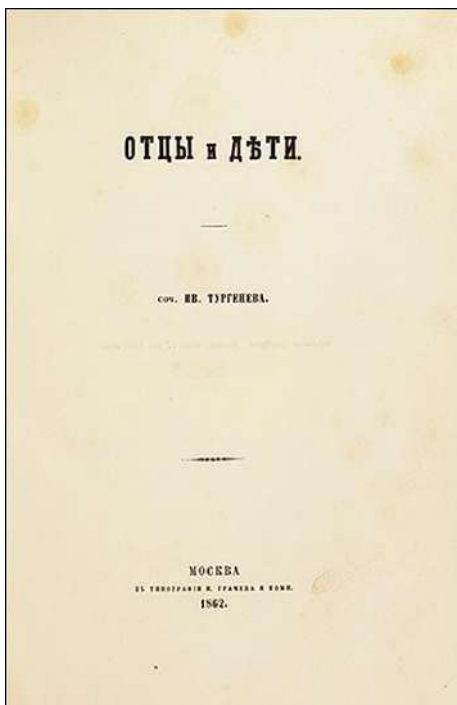 ОТЦЫ и ДѢТИ.
соч. ИВ. ТУРГЕНЕВА.
МОСКВА
ВЪ ТИПОГРАФІИ В. ГРАЧЕВА И КОМП.
1862.